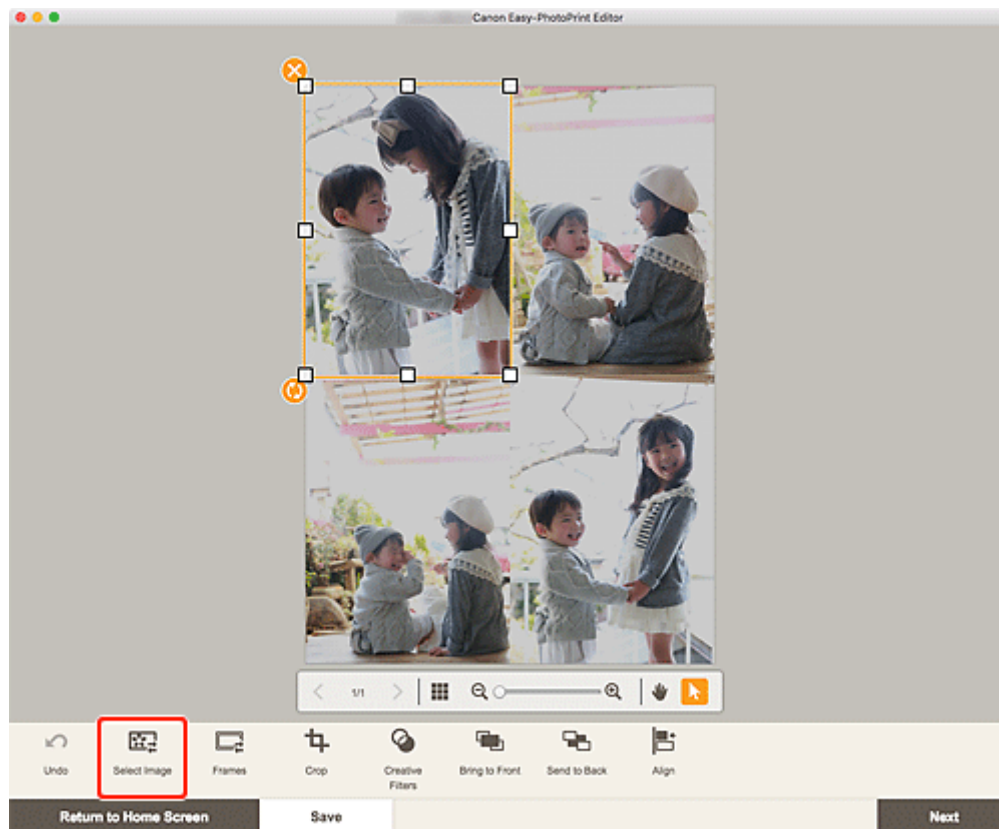 Canon Easy-PhotoPrint Editor
1/1
Undo
Select Image
Frames
Crop
Creative
Filters
Bring to Front
Send to Back
Align
Return to Home Screen
Save
Next